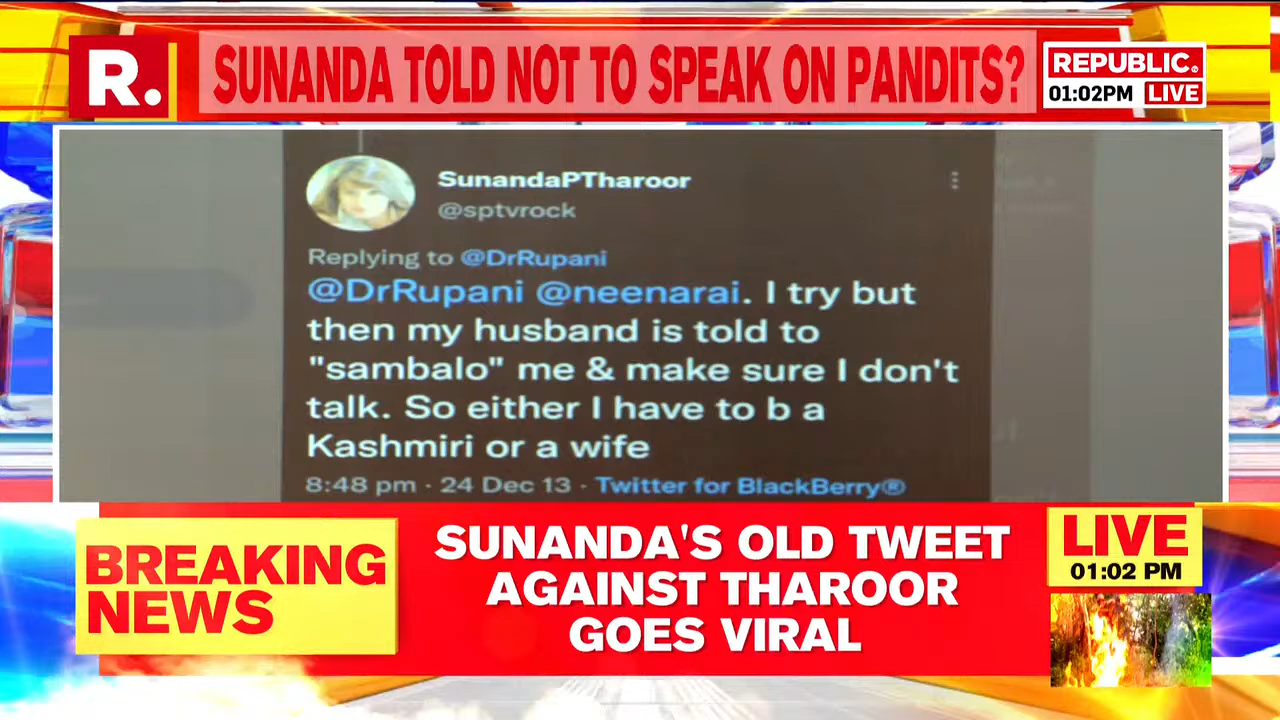 R.
SUNANDA TOLD NOT TO SPEAK ON PANDITS?
REPUBLIC.
01:02PM LIVE
SunandaPTharoor
@sptvrock
Replying to @DrRupani
@DrRupani @neenarai. I try but
then my husband is told to
"sambalo" me & make sure I don't
talk. So either I have to b a
Kashmiri or a wife
8:48 pm · 24 Dec 13 · Twitter for BlackBerry®
BREAKING
NEWS
SUNANDA'S OLD TWEET
AGAINST THAROOR
GOES VIRAL
LIVE
01:02 PM